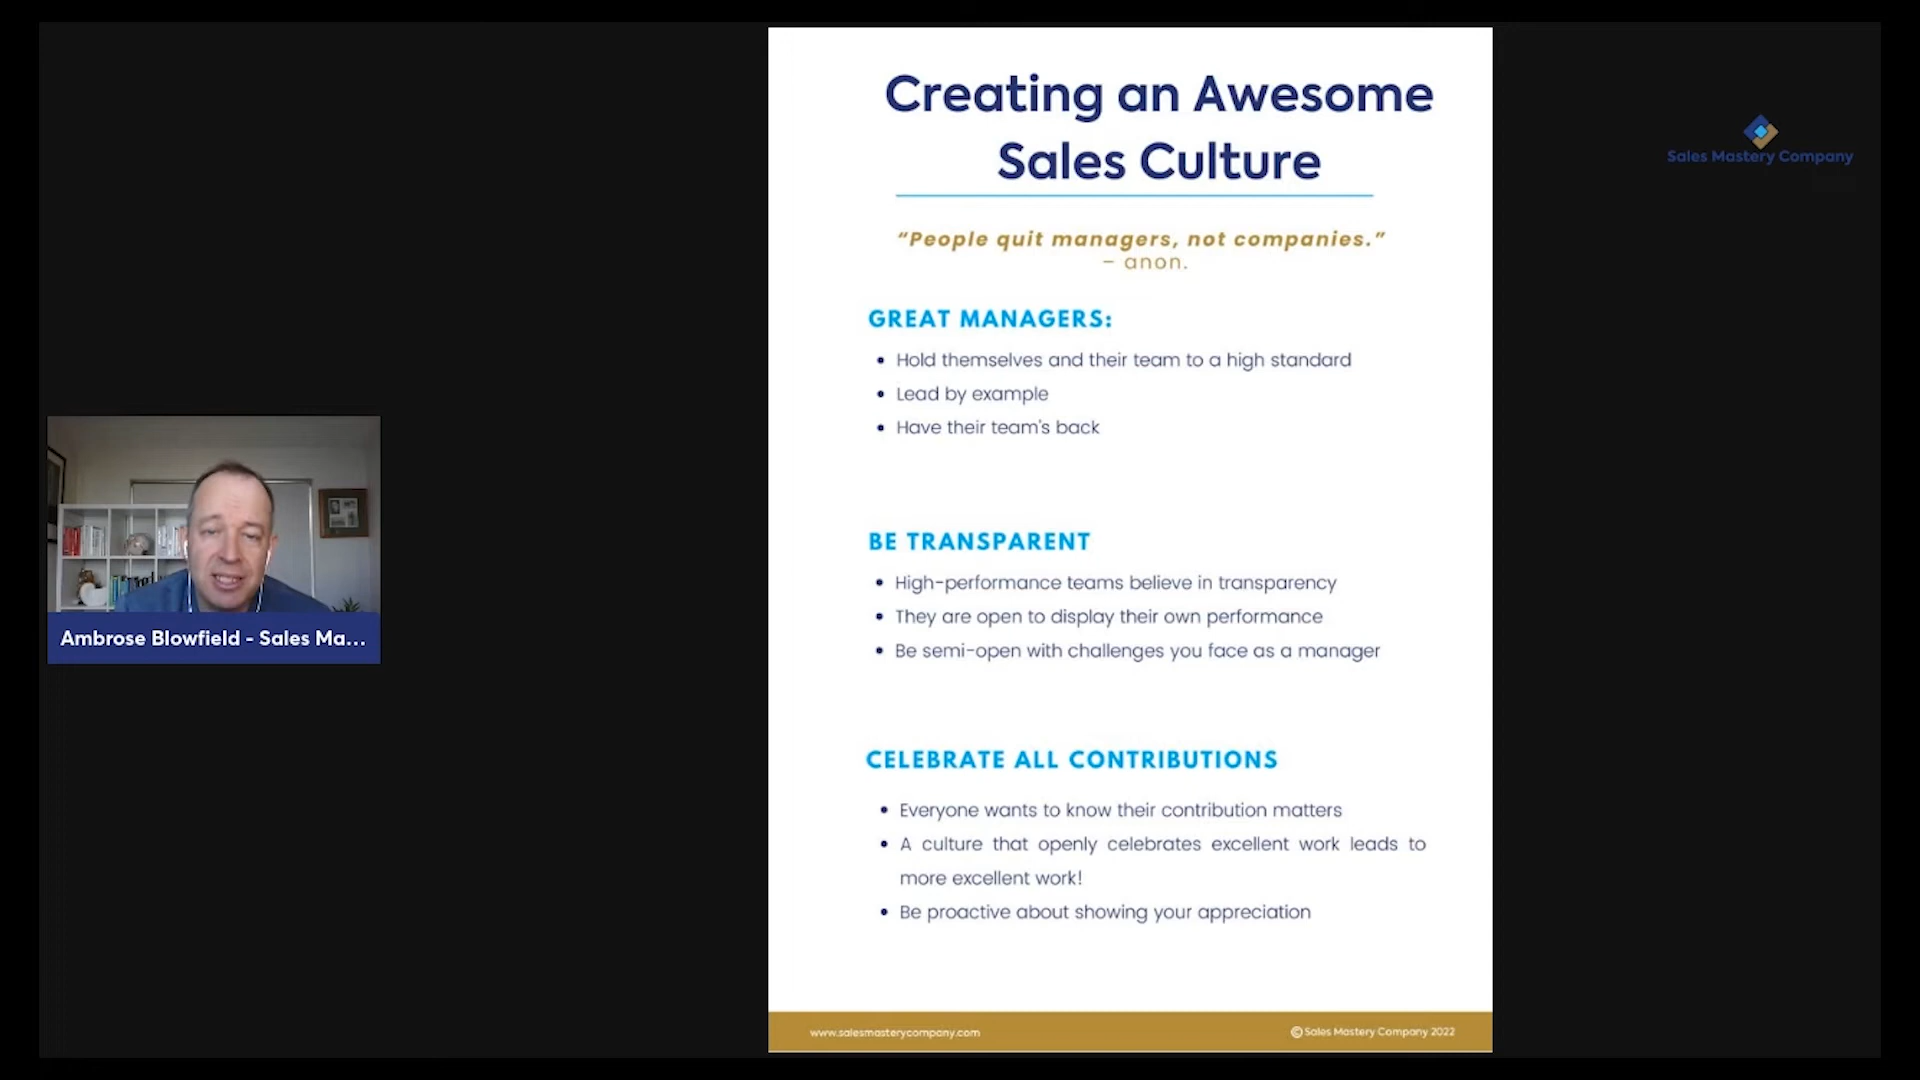 Creating an Awesome
Sales Culture
“People quit managers, not companies.”
– anon.
GREAT MANAGERS:
• Hold themselves and their team to a high standard
• Lead by example
• Have their team's back
BE TRANSPARENT
• High-performance teams believe in transparency
• They are open to display their own performance
• Be semi-open with challenges you face as a manager
CELEBRATE ALL CONTRIBUTIONS
• Everyone wants to know their contribution matters
• A culture that openly celebrates excellent work leads to
more excellent work!
• Be proactive about showing your appreciation
www.salesmasterycompany.com
© Sales Mastery Company 2022
Sales Mastery Company
Ambrose Blowfield - Sales Ma...